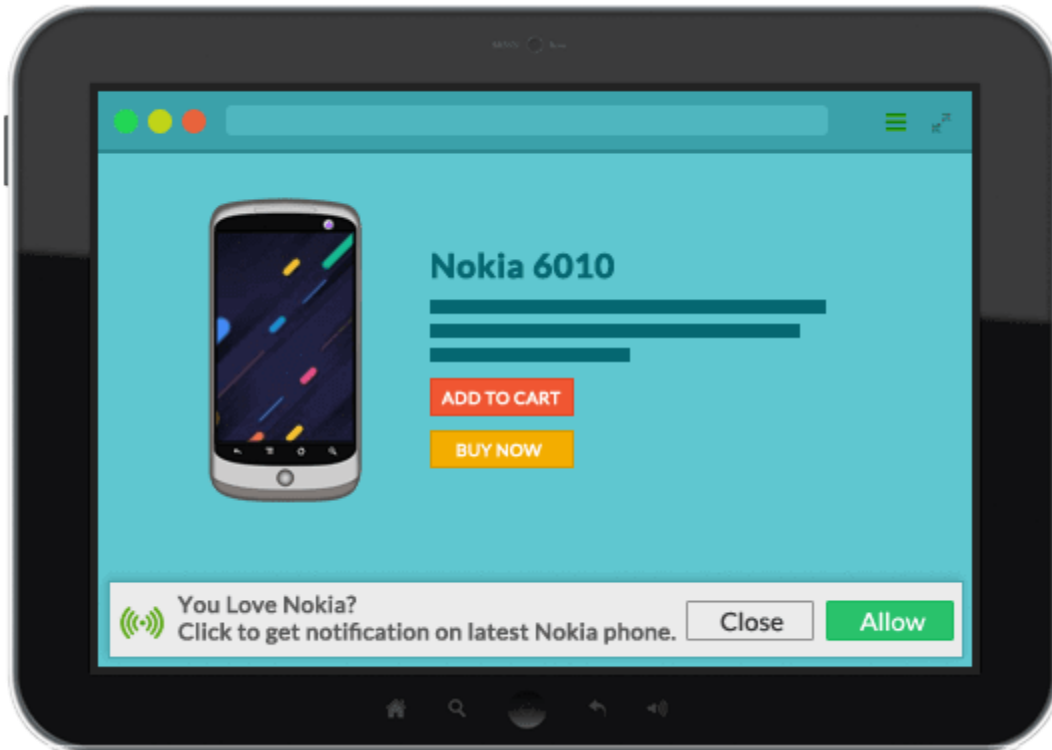 Nokia 6010
ADD TO CART
BUY NOW
You Love Nokia?
Click to get notification on latest Nokia phone.
Close
Allow